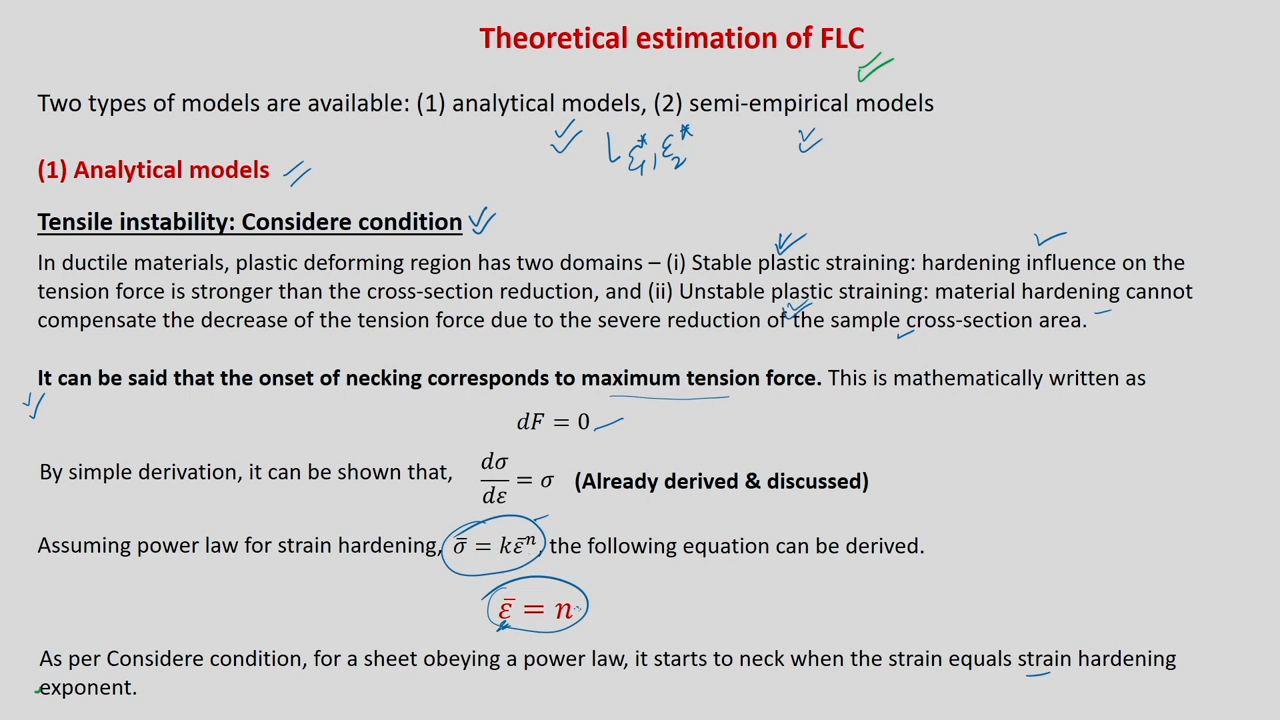 Theoretical estimation of FLC
Two types of models are available: (1) analytical models, (2) semi-empirical models
ε₁*, ε₂*
(1) Analytical models
Tensile instability: Considere condition
In ductile materials, plastic deforming region has two domains – (i) Stable plastic straining: hardening influence on the
tension force is stronger than the cross-section reduction, and (ii) Unstable plastic straining: material hardening cannot
compensate the decrease of the tension force due to the severe reduction of the sample cross-section area.
It can be said that the onset of necking corresponds to maximum tension force. This is mathematically written as
dF = 0
By simple derivation, it can be shown that, dσ/dε = σ (Already derived & discussed)
Assuming power law for strain hardening, σ̄ = kε̄ⁿ, the following equation can be derived.
ε̄ = n
As per Considere condition, for a sheet obeying a power law, it starts to neck when the strain equals strain hardening
exponent.